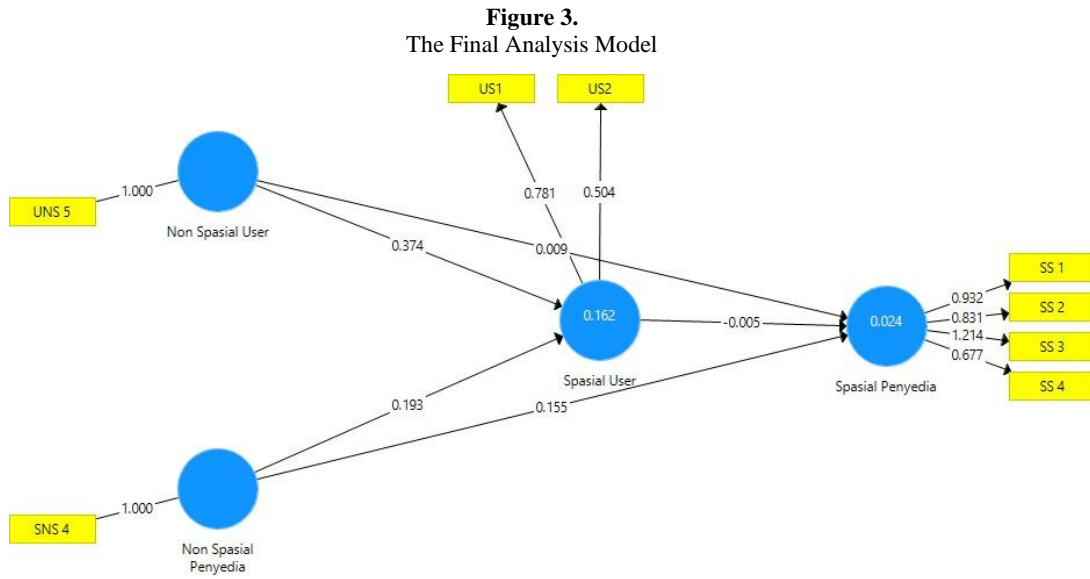 Figure 3.
The Final Analysis Model
US1
US2
1.000
UNS 5
Non Spasial User
0.781
0.504
0.374
0.009
SS 1
0.932
0.162
-0.005
0.024
0.831
SS 2
1.214
SS 3
0.677
Spasial User
Spasial Penyedia
SS 4
0.193
0.155
1.000
SNS 4
Non Spasial
Penyedia